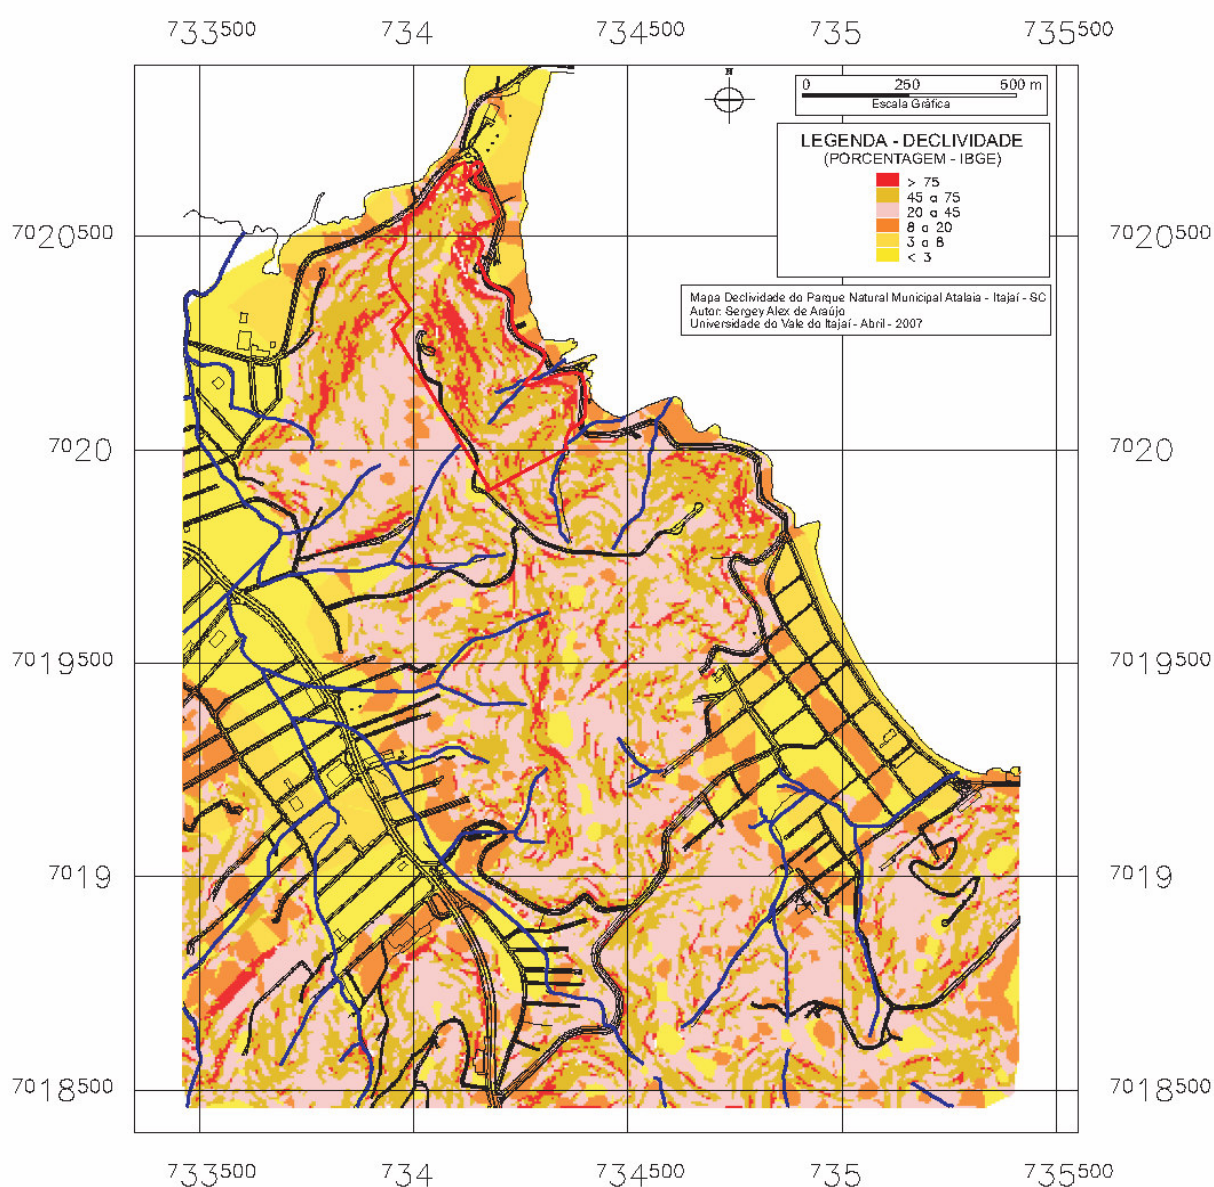 733500 734 734500 735 735500
N
0 250 500 m
Escala Gráfica
LEGENDA - DECLIVIDADE
(PORCENTAGEM - IBGE)
> 75
45 a 75
20 a 45
8 a 20
3 a 8
< 3
7020500 7020500
Mapa Declividade do Parque Natural Municipal Atalaia - Itajaí - SC
Autor: Sergey Alex de Araújo
Universidade do Vale do Itajaí - Abril - 2007
7020 7020
7019500 7019500
7019 7019
7018500 7018500
733500 734 734500 735 735500